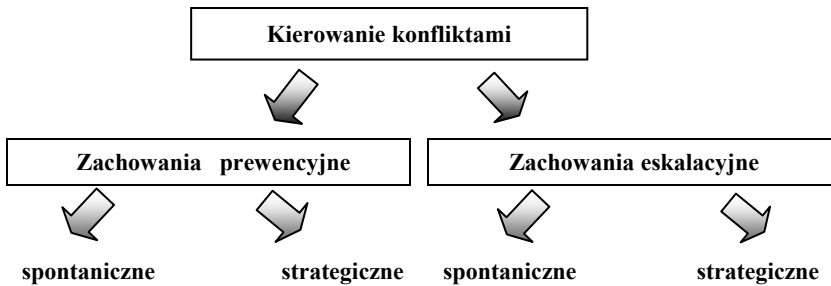 Kierowanie konfliktami
Zachowania prewencyjne Zachowania eskalacyjne
spontaniczne strategiczne spontaniczne strategiczne